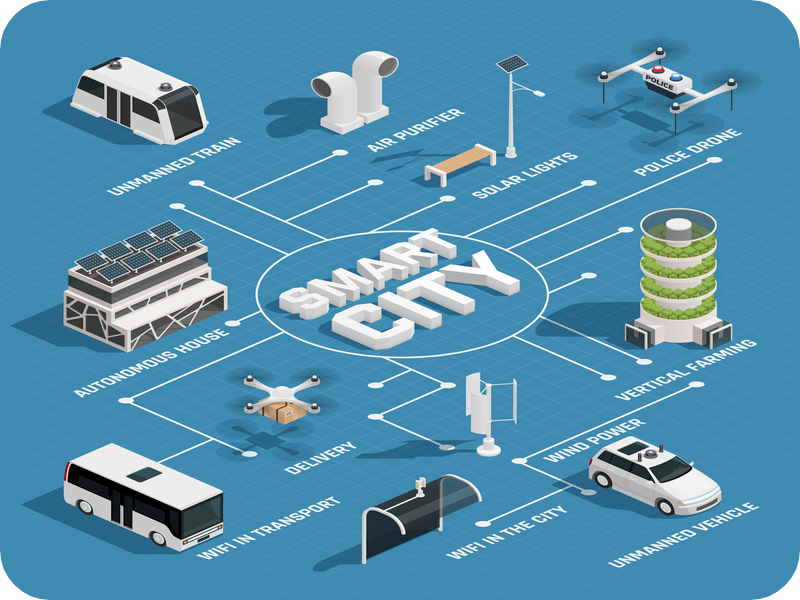 UNMANNED TRAIN
AIR PURIFIER
SOLAR LIGHTS
POLICE
POLICE DRONE
SMART
CITY
AUTONOMOUS HOUSE
VERTICAL FARMING
DELIVERY
WIND POWER
WIFI IN TRANSPORT
WIFI IN THE CITY
UNMANNED VEHICLE